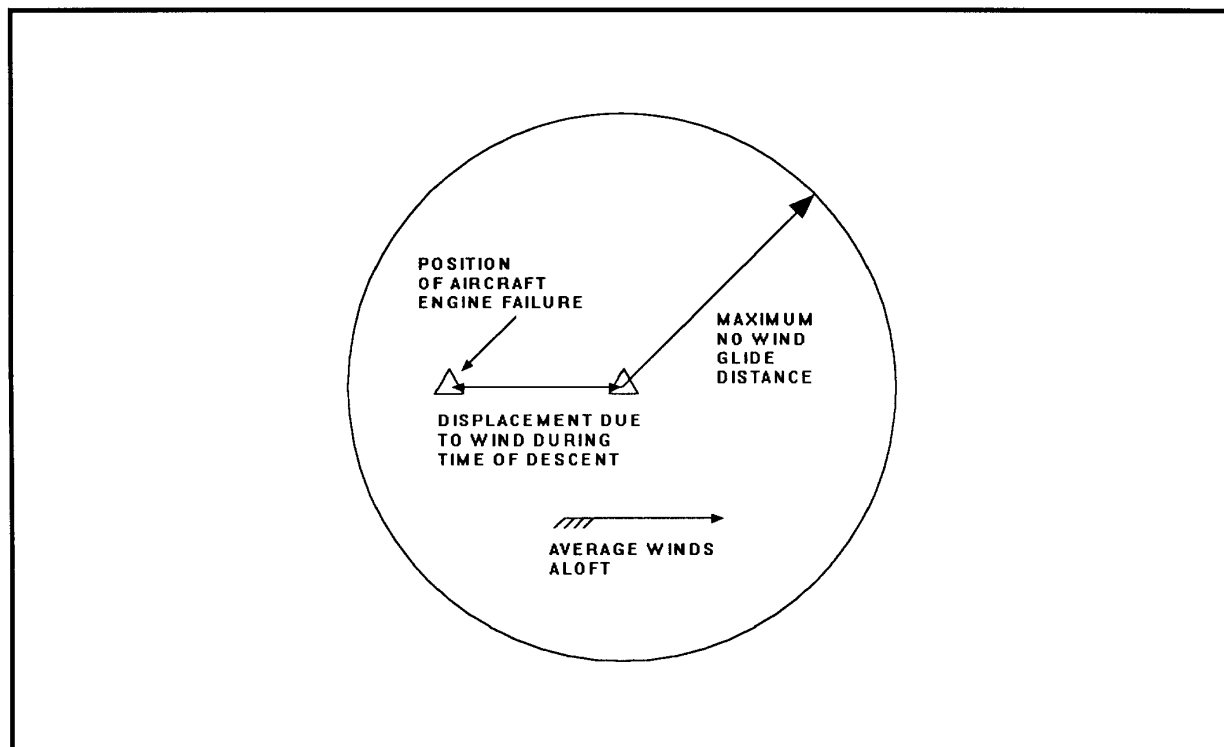 POSITION
OF AIRCRAFT
ENGINE FAILURE
MAXIMUM
NO WIND
GLIDE
DISTANCE
DISPLACEMENT DUE
TO WIND DURING
TIME OF DESCENT
AVERAGE WINDS
ALOFT